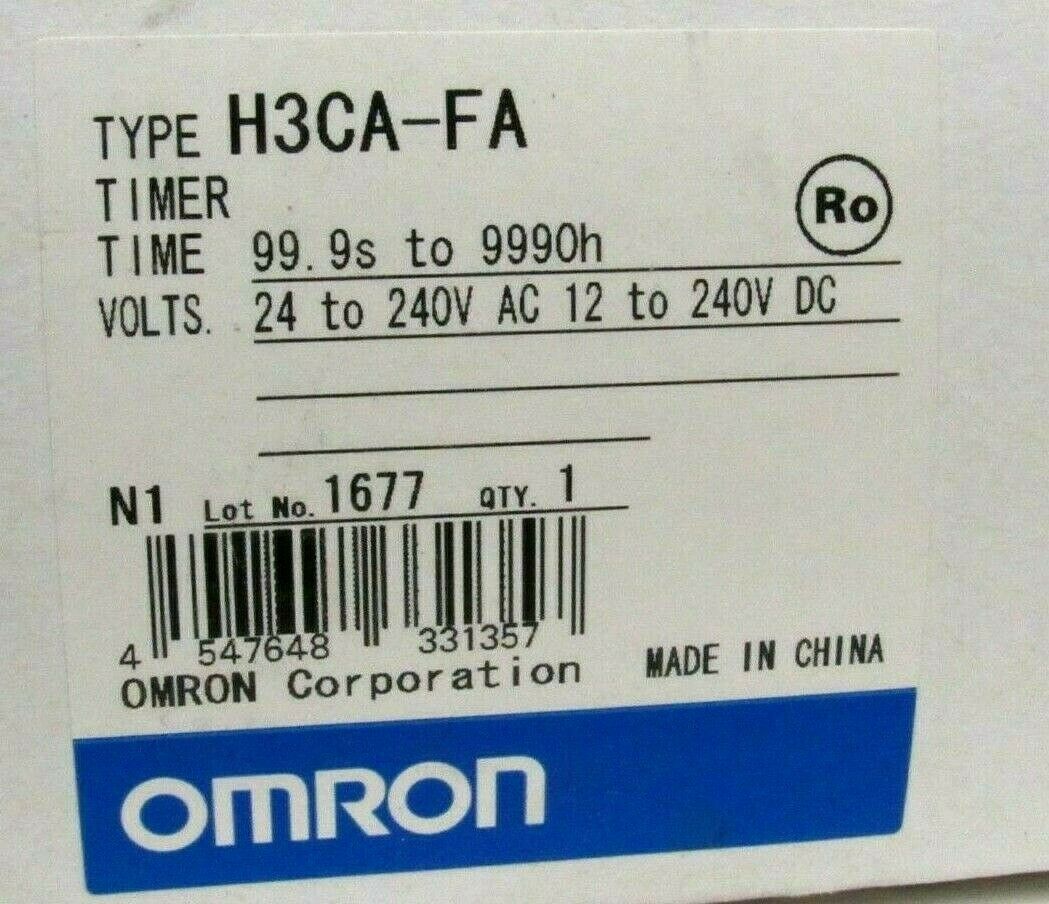 TYPE H3CA-FA
TIMER
Ro
TIME 99.9s to 9990h
VOLTS. 24 to 240V AC 12 to 240V DC
N1 Lot No. 1677 QTY. 1
4 547648 331357
OMRON Corporation
MADE IN CHINA
OMRON